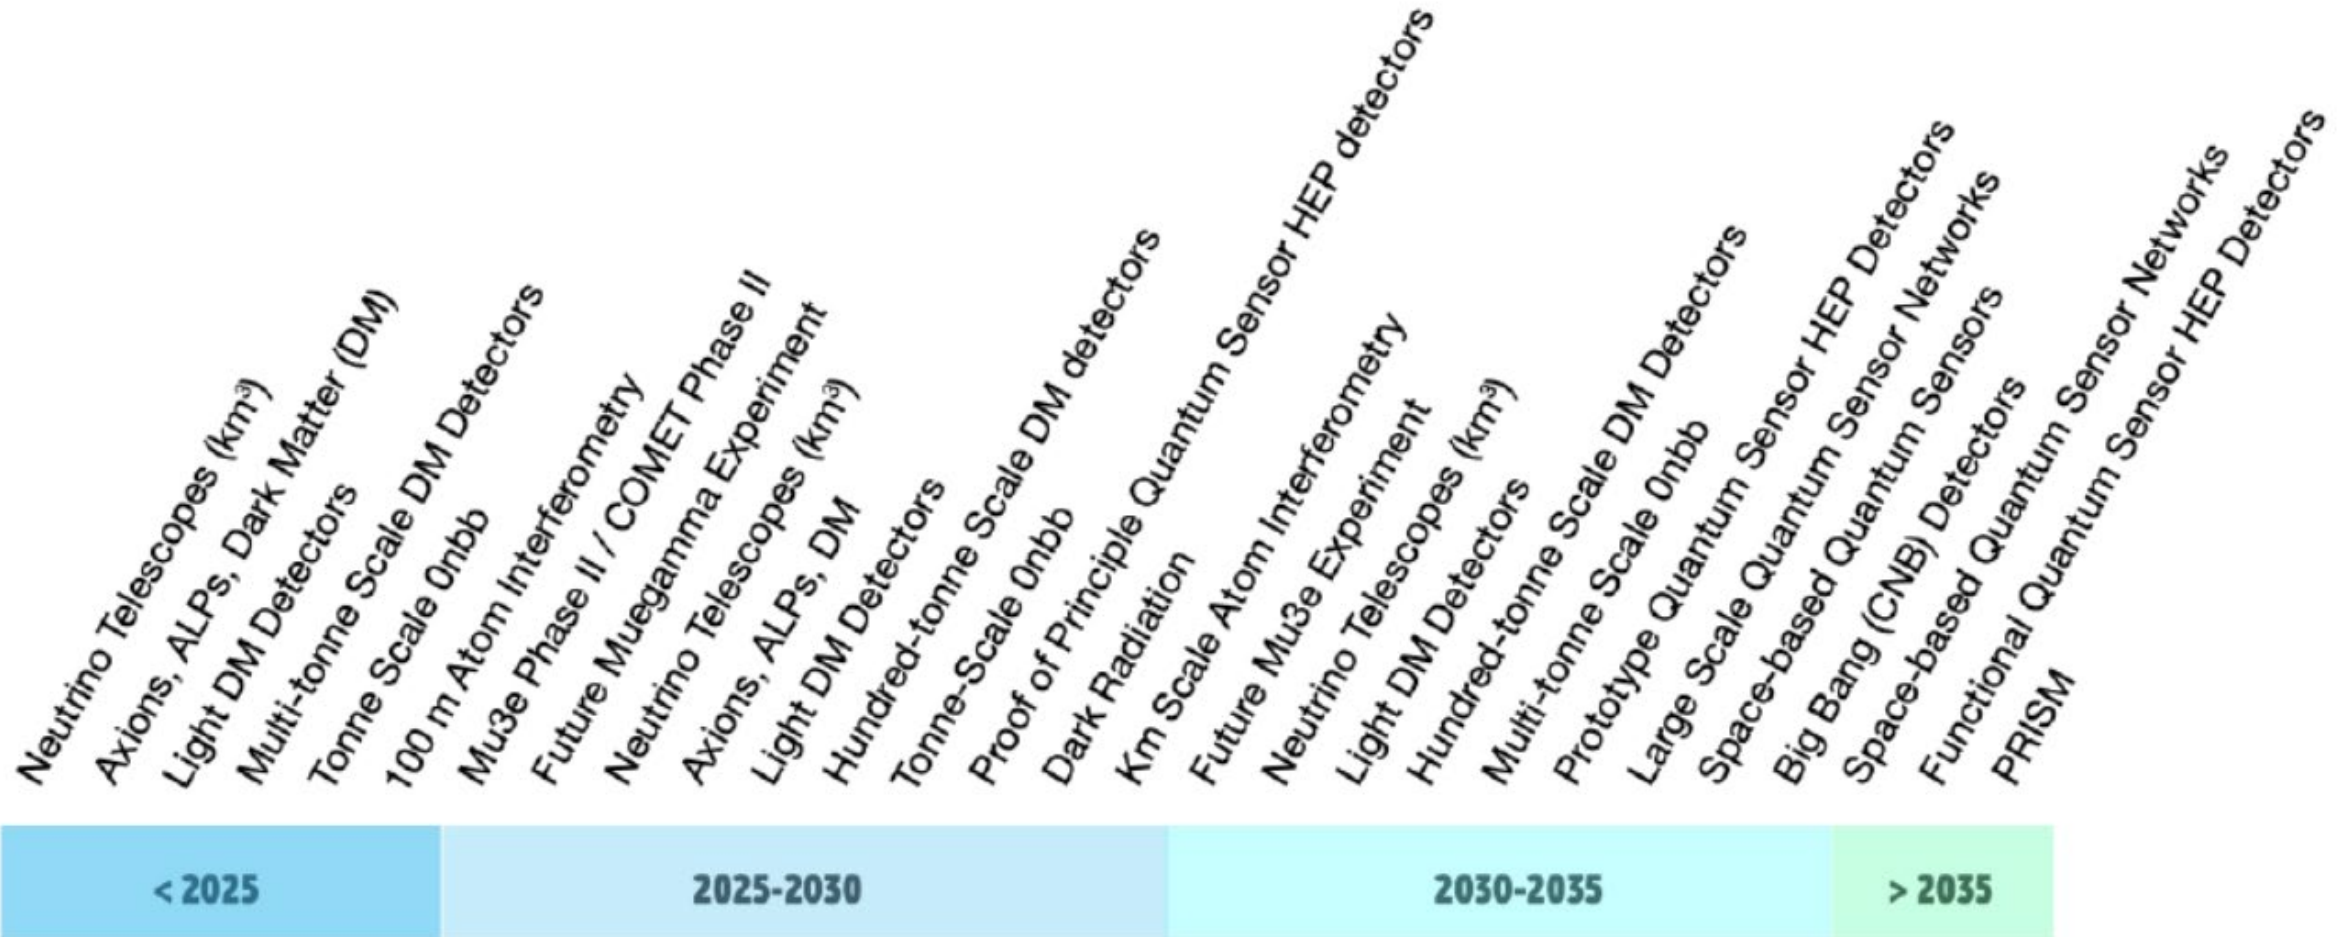 Neutrino Telescopes (km³)
Axions, ALPs, Dark Matter (DM)
Light DM Detectors
Multi-tonne Scale DM Detectors
Tonne Scale 0nbb
100 m Atom Interferometry
Mu3e Phase II / COMET Phase II
Future Muegamma Experiment
Neutrino Telescopes (km³)
Axions, ALPs, DM
Light DM Detectors
Hundred-tonne Scale DM detectors
Tonne-Scale 0nbb
Proof of Principle Quantum Sensor HEP detectors
Dark Radiation
Km Scale Atom Interferometry
Future Mu3e Experiment
Neutrino Telescopes (km³)
Light DM Detectors
Hundred-tonne Scale DM Detectors
Multi-tonne Scale 0nbb
Prototype Quantum Sensor HEP Detectors
Large Scale Quantum Sensor Networks
Space-based Quantum Sensors
Big Bang (CNB) Detectors
Space-based Quantum Sensor Networks
Functional Quantum Sensor HEP Detectors
PRISM
< 2025
2025-2030
2030-2035
> 2035